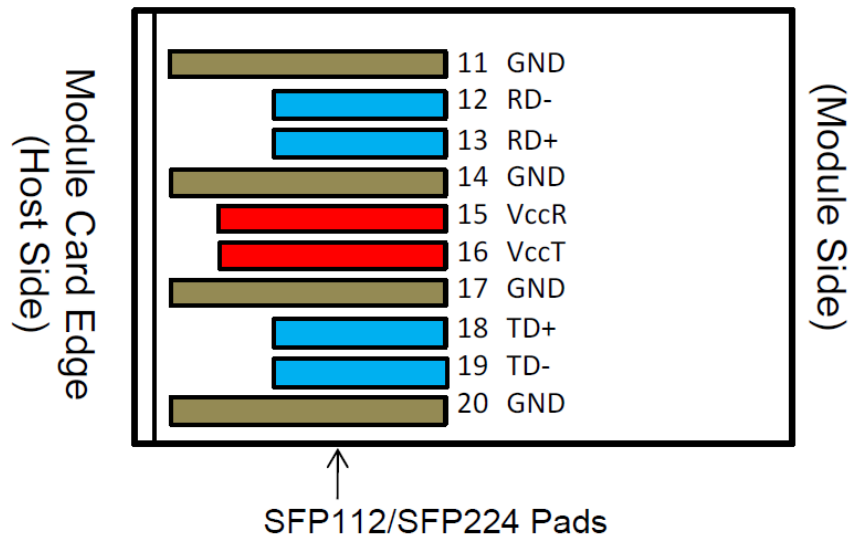 Module Card Edge
(Host Side)
11 GND
12 RD-
13 RD+
14 GND
15 VccR
16 VccT
17 GND
18 TD+
19 TD-
20 GND
(Module Side)
SFP112/SFP224 Pads